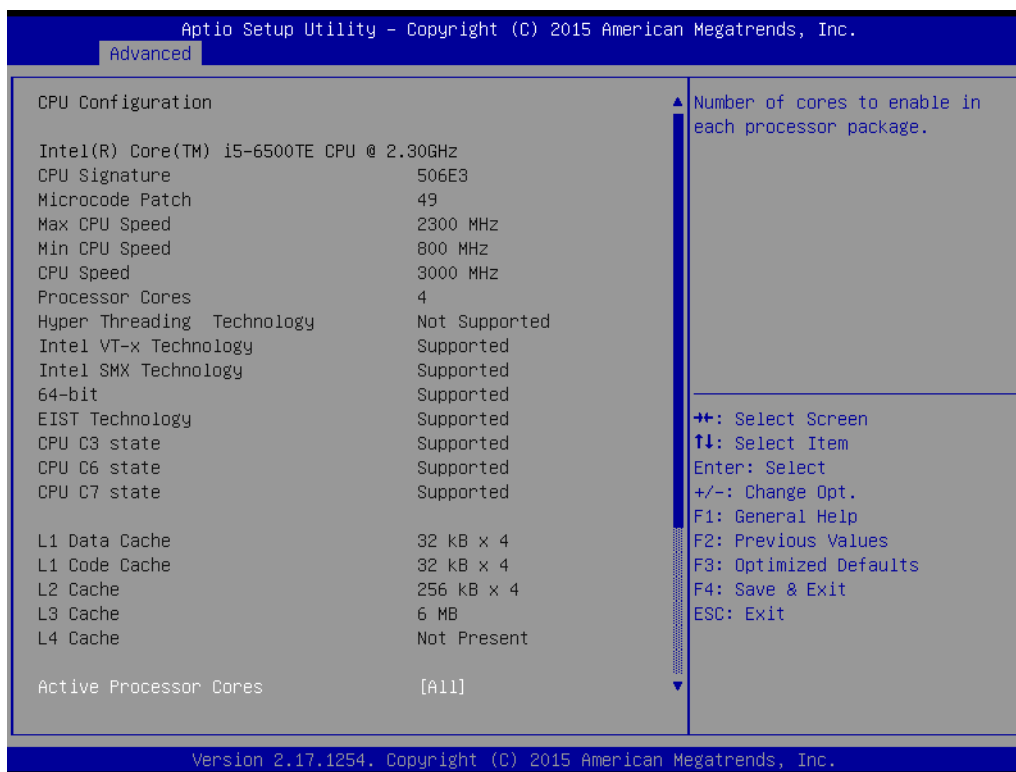 Aptio Setup Utility – Copyright (C) 2015 American Megatrends, Inc.
Advanced
CPU Configuration
Intel(R) Core(TM) i5-6500TE CPU @ 2.30GHz
CPU Signature 506E3
Microcode Patch 49
Max CPU Speed 2300 MHz
Min CPU Speed 800 MHz
CPU Speed 3000 MHz
Processor Cores 4
Hyper Threading Technology Not Supported
Intel VT-x Technology Supported
Intel SMX Technology Supported
64-bit Supported
EIST Technology Supported
CPU C3 state Supported
CPU C6 state Supported
CPU C7 state Supported
L1 Data Cache 32 kB x 4
L1 Code Cache 32 kB x 4
L2 Cache 256 kB x 4
L3 Cache 6 MB
L4 Cache Not Present
Active Processor Cores [All]
Number of cores to enable in
each processor package.
→←: Select Screen
↑↓: Select Item
Enter: Select
+/-: Change Opt.
F1: General Help
F2: Previous Values
F3: Optimized Defaults
F4: Save & Exit
ESC: Exit
Version 2.17.1254. Copyright (C) 2015 American Megatrends, Inc.